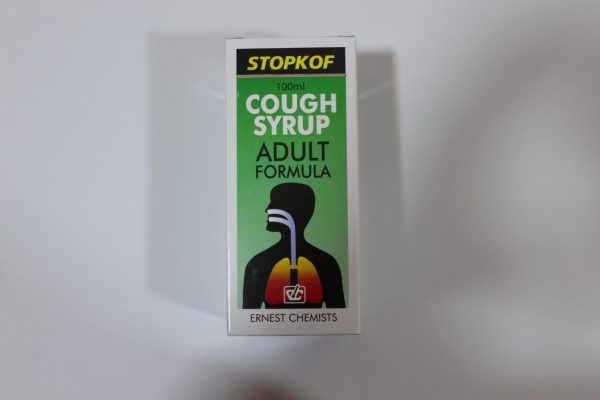 STOPKOF
100ml
COUGH
SYRUP
ADULT
FORMULA
ERNEST CHEMISTS